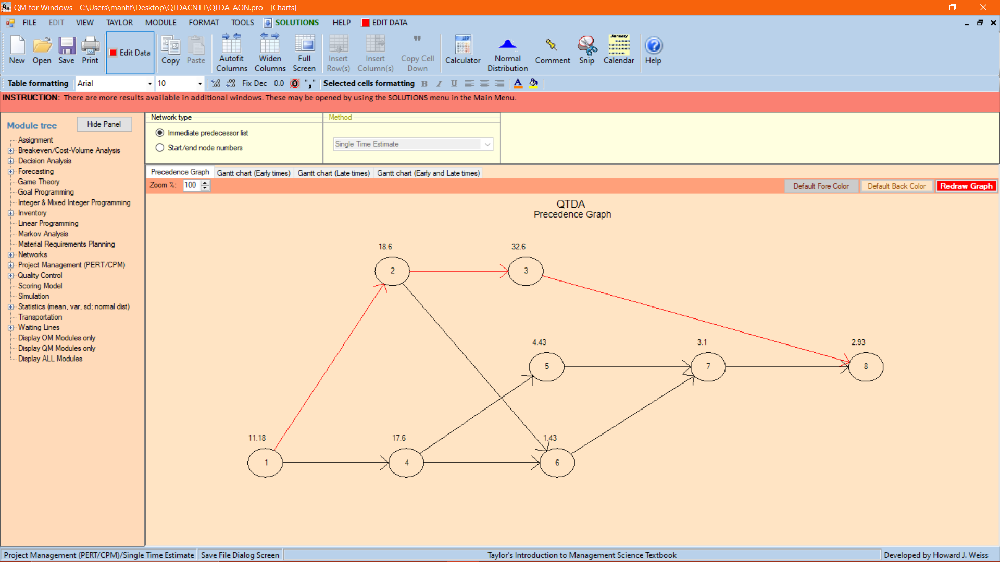 QM for Windows - C:\Users\manht\Desktop\QTDACNTT\QTDA-AON.pro - [Charts]
FILE EDIT VIEW TAYLOR MODULE FORMAT TOOLS SOLUTIONS HELP EDIT DATA
New Open Save Print Edit Data Copy Paste Autofit Columns Widen Columns Full Screen Insert Row(s) Insert Column(s) Copy Cell Down Calculator Normal Distribution Comment Snip Calendar Help
Table formatting Arial 10 Fix Dec 0.0 Selected cells formatting B I U A
INSTRUCTION: There are more results available in additional windows. These may be opened by using the SOLUTIONS menu in the Main Menu.
Module tree
Hide Panel
Assignment
Breakeven/Cost-Volume Analysis
Decision Analysis
Forecasting
Game Theory
Goal Programming
Integer & Mixed Integer Programming
Inventory
Linear Programming
Markov Analysis
Material Requirements Planning
Networks
Project Management (PERT/CPM)
Quality Control
Scoring Model
Simulation
Statistics (mean, var, sd; normal dist)
Transportation
Waiting Lines
Display OM Modules only
Display QM Modules only
Display ALL Modules
Network type
Immediate predecessor list
Start/end node numbers
Method
Single Time Estimate
Precedence Graph Gantt chart (Early times) Gantt chart (Late times) Gantt chart (Early and Late times)
Zoom %: 100 Default Fore Color Default Back Color Redraw Graph
QTDA
Precedence Graph
18.6 32.6
2 3
4.43 3.1 2.93
5 7 8
11.18 17.6 1.43
1 4 6
Project Management (PERT/CPM)/Single Time Estimate Save File Dialog Screen Taylor's Introduction to Management Science Textbook Developed by Howard J. Weiss